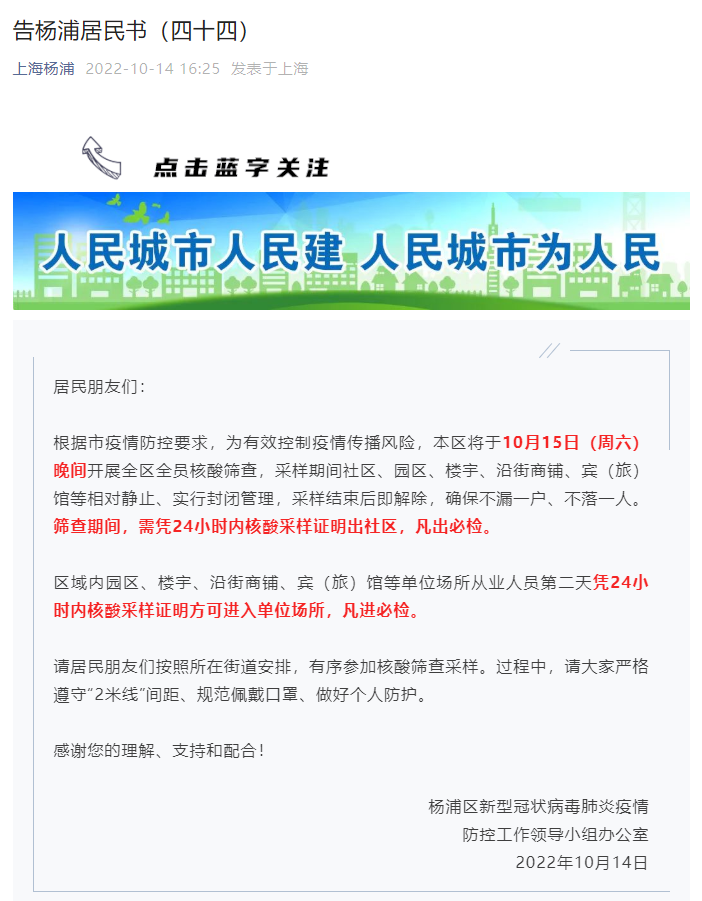 告杨浦居民书（四十四）
上海杨浦 2022-10-14 16:25 发表于上海
点击蓝字关注
人民城市人民建 人民城市为人民
居民朋友们：
根据市疫情防控要求，为有效控制疫情传播风险，本区将于10月15日（周六）
晚间开展全区全员核酸筛查，采样期间社区、园区、楼宇、沿街商铺、宾（旅）
馆等相对静止、实行封闭管理，采样结束后即解除，确保不漏一户、不落一人。
筛查期间，需凭24小时内核酸采样证明出社区，凡出必检。
区域内园区、楼宇、沿街商铺、宾（旅）馆等单位场所从业人员第二天凭24小
时内核酸采样证明方可进入单位场所，凡进必检。
请居民朋友们按照所在街道安排，有序参加核酸筛查采样。过程中，请大家严格
遵守“2米线”间距、规范佩戴口罩、做好个人防护。
感谢您的理解、支持和配合！
杨浦区新型冠状病毒肺炎疫情
防控工作领导小组办公室
2022年10月14日